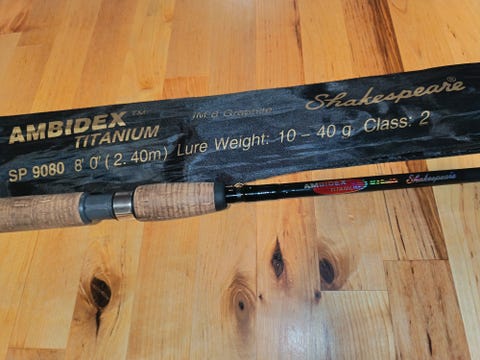 AMBIDEX™ IM'd Graphite Shakespeare®
TITANIUM
SP 9080 8' 0" (2. 40m) Lure Weight: 10 – 40 g Class: 2
AMBIDEX
TITANIUM
Shakespeare